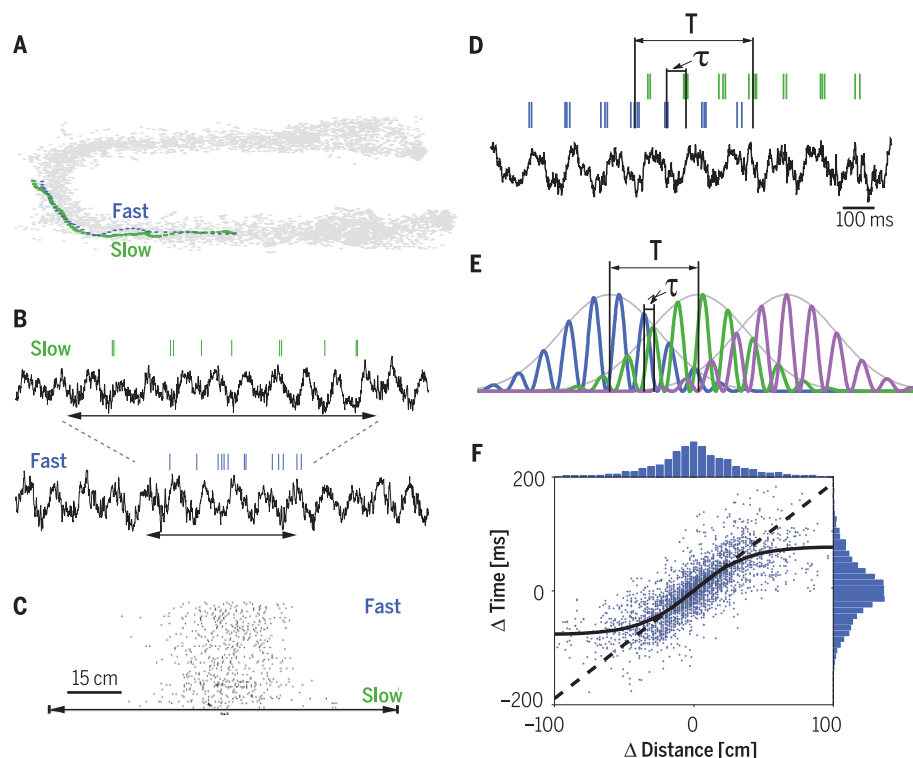 A
Fast
Slow
B
Slow
Fast
C
Fast
15 cm
Slow
D
T
τ
100 ms
E
T
τ
F
200
0
−200
Δ Time [ms]
−100
0
100
Δ Distance [cm]